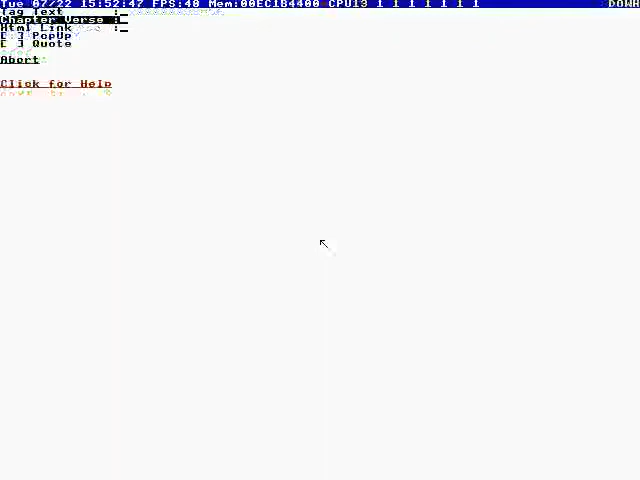 Tue 07/22 15:52:47 FPS:40 Mem:00EC1B4400 CPU13 1 1 1 1 1 1 1
Tag Text :_
Chapter Verse :_
Html Link :_
[ ] PopUp
[ ] Quote
Abort
Click for Help